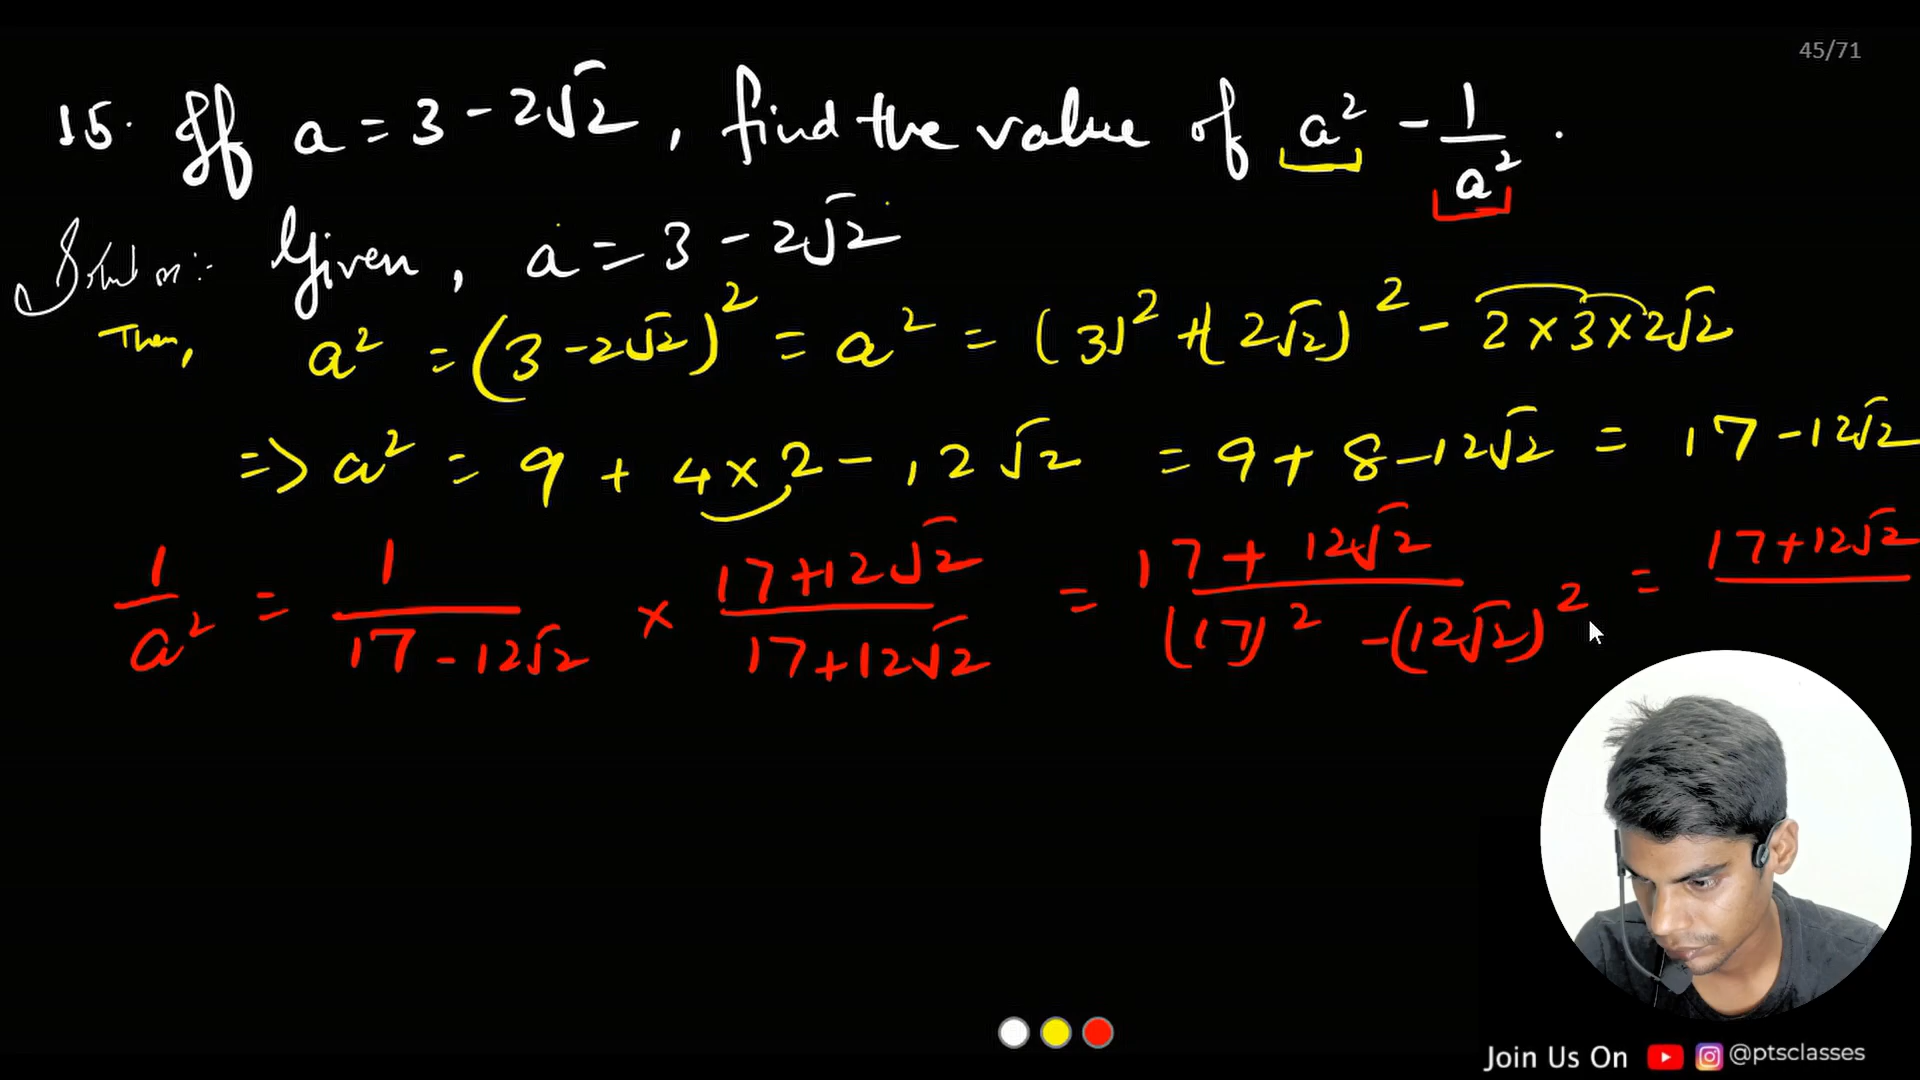 45/71
15. If a = 3 - 2√2, find the value of a² - 1/a².
Solution:- Given, a = 3 - 2√2
Then, a² = (3 - 2√2)² = a² = (3)² + (2√2)² - 2×3×2√2
=> a² = 9 + 4×2 - 12√2 = 9 + 8 - 12√2 = 17 - 12√2
1/a² = 1/(17 - 12√2) × (17+12√2)/(17+12√2) = (17 + 12√2)/((17)² - (12√2)²) = 17+12√2
Join Us On @ptsclasses